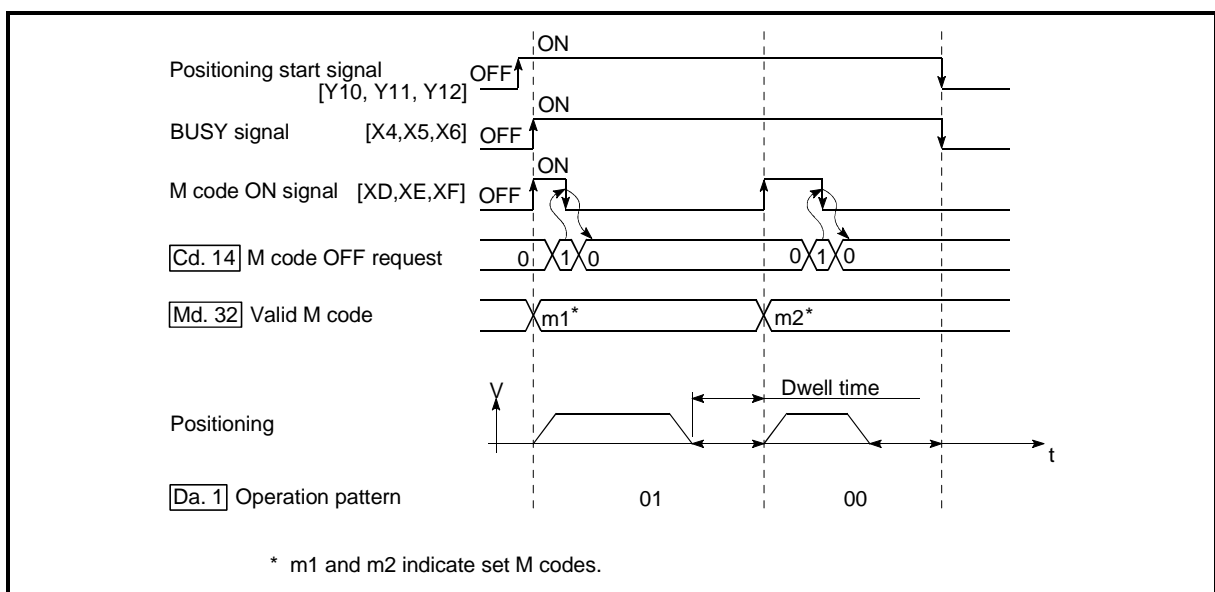 ON
Positioning start signal OFF
[Y10, Y11, Y12]
ON
BUSY signal [X4,X5,X6] OFF
ON
M code ON signal [XD,XE,XF] OFF
Cd. 14 M code OFF request 0 1 0 0 1 0
Md. 32 Valid M code m1* m2*
V Dwell time
Positioning
t
Da. 1 Operation pattern 01 00
* m1 and m2 indicate set M codes.